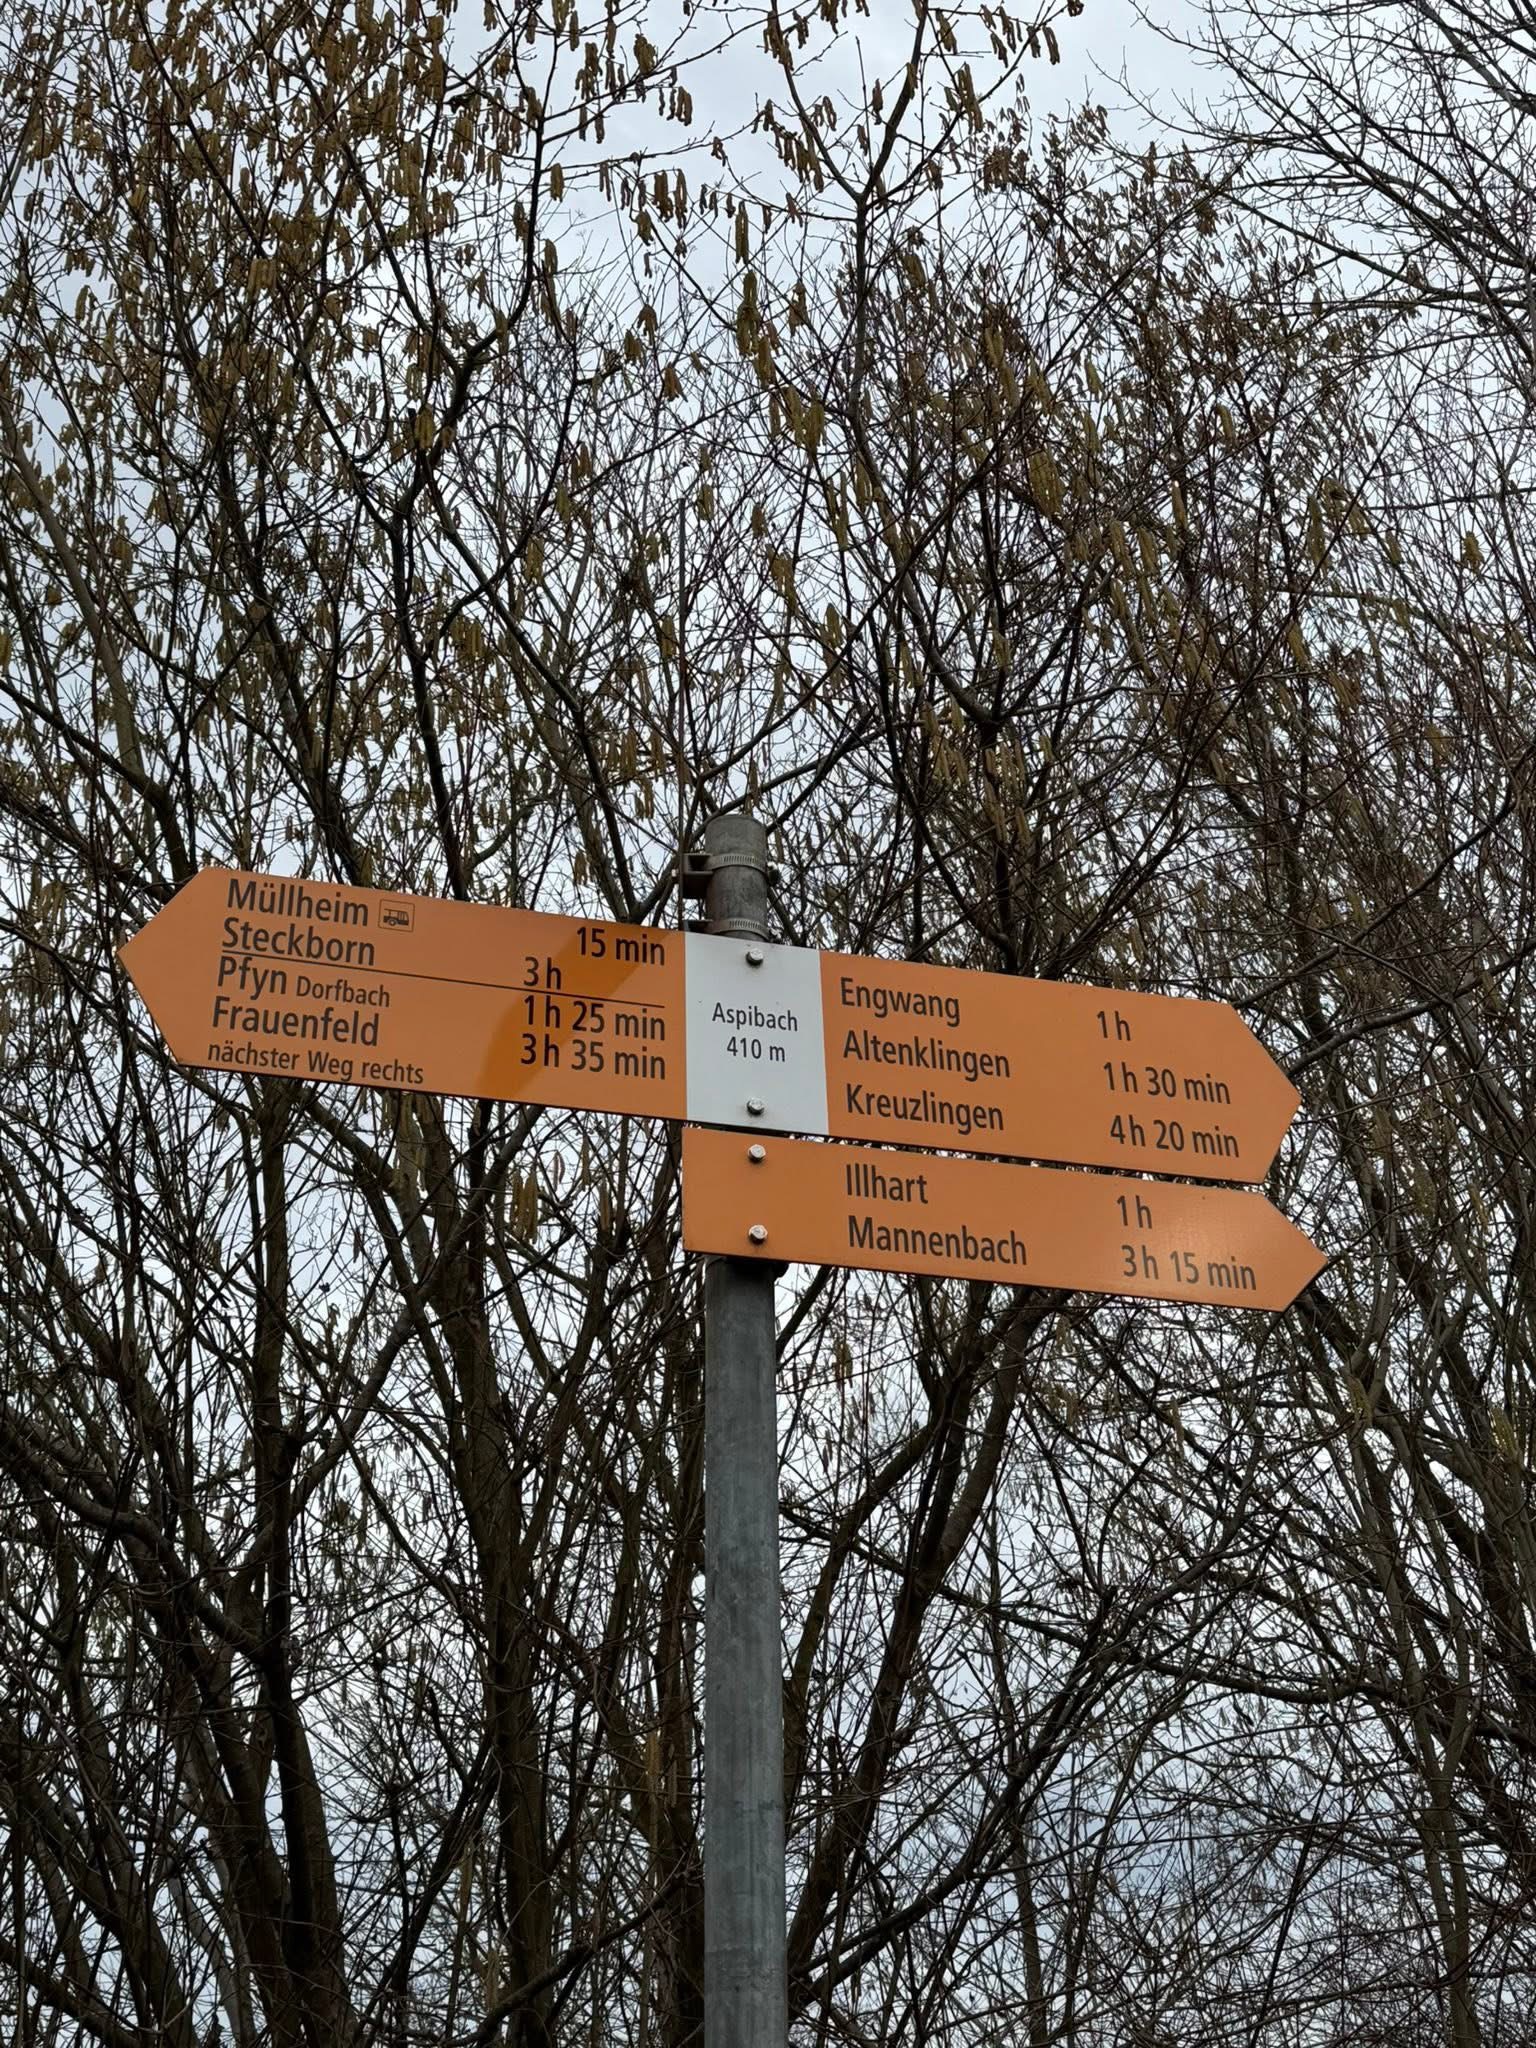 Müllheim 15 min
Steckborn 3 h
Pfyn Dorfbach 1 h 25 min
Frauenfeld 3 h 35 min
nächster Weg rechts
Aspibach
410 m
Engwang 1 h
Altenklingen 1 h 30 min
Kreuzlingen 4 h 20 min
Illhart 1 h
Mannenbach 3 h 15 min